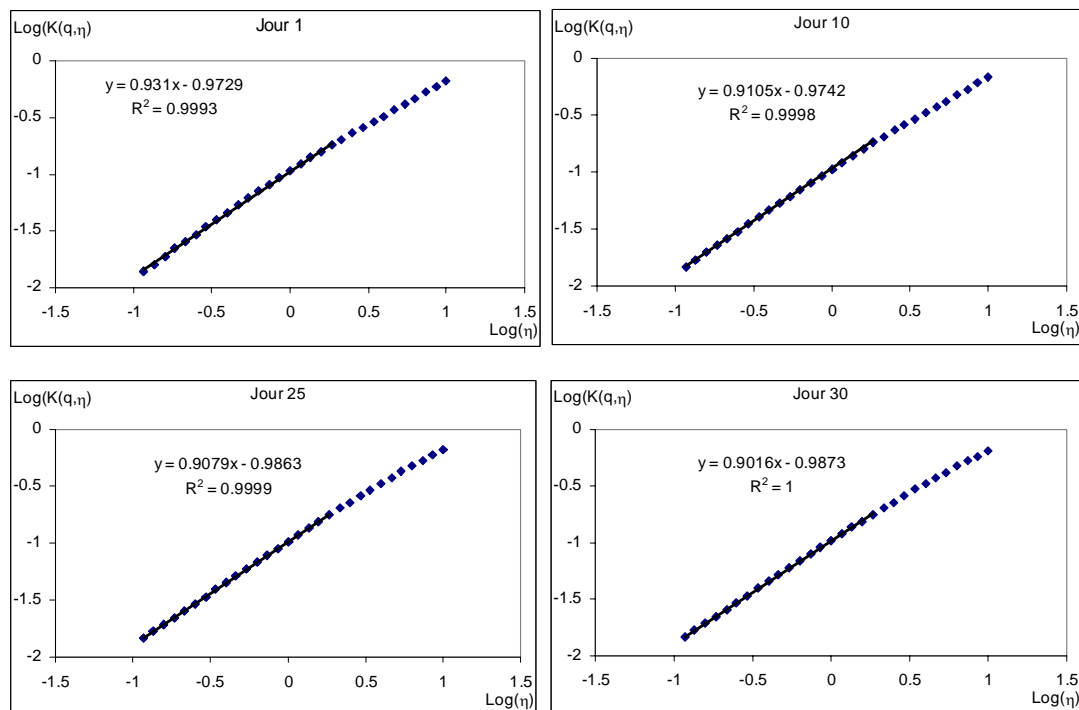 Log(K(q,η)
Jour 1
0
y = 0.931x - 0.9729
R² = 0.9993
-0.5
-1
-1.5
-2
-1.5 -1 -0.5 0 0.5 1 1.5
Log(η)
Log(K(q,η)
Jour 10
0
y = 0.9105x - 0.9742
R² = 0.9998
-0.5
-1
-1.5
-2
-1.5 -1 -0.5 0 0.5 1 1.5
Log(η)
Log(K(q,η)
Jour 25
0
y = 0.9079x - 0.9863
R² = 0.9999
-0.5
-1
-1.5
-2
-1.5 -1 -0.5 0 0.5 1 1.5
Log(η)
Log(K(q,η)
Jour 30
0
y = 0.9016x - 0.9873
R² = 1
-0.5
-1
-1.5
-2
-1.5 -1 -0.5 0 0.5 1 1.5
Log(η)